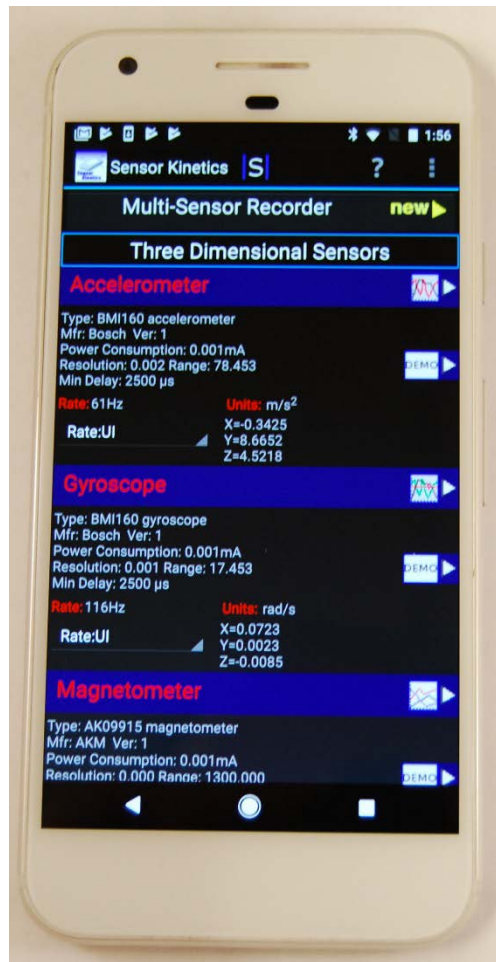 1:56
Sensor Kinetics |S| ?
Multi-Sensor Recorder new
Three Dimensional Sensors
Accelerometer
Type: BMI160 accelerometer
Mfr: Bosch Ver: 1
Power Consumption: 0.001mA
Resolution: 0.002 Range: 78.453
DEMO
Min Delay: 2500 µs
Rate: 61Hz Units: m/s²
Rate:UI
X=-0.3425
Y=8.6652
Z=4.5218
Gyroscope
Type: BMI160 gyroscope
Mfr: Bosch Ver: 1
Power Consumption: 0.001mA
Resolution: 0.001 Range: 17.453
DEMO
Min Delay: 2500 µs
Rate: 116Hz Units: rad/s
Rate:UI
X=0.0723
Y=0.0023
Z=-0.0085
Magnetometer
Type: AK09915 magnetometer
Mfr: AKM Ver: 1
Power Consumption: 0.001mA
Resolution: 0.000 Range: 1300.000
DEMO